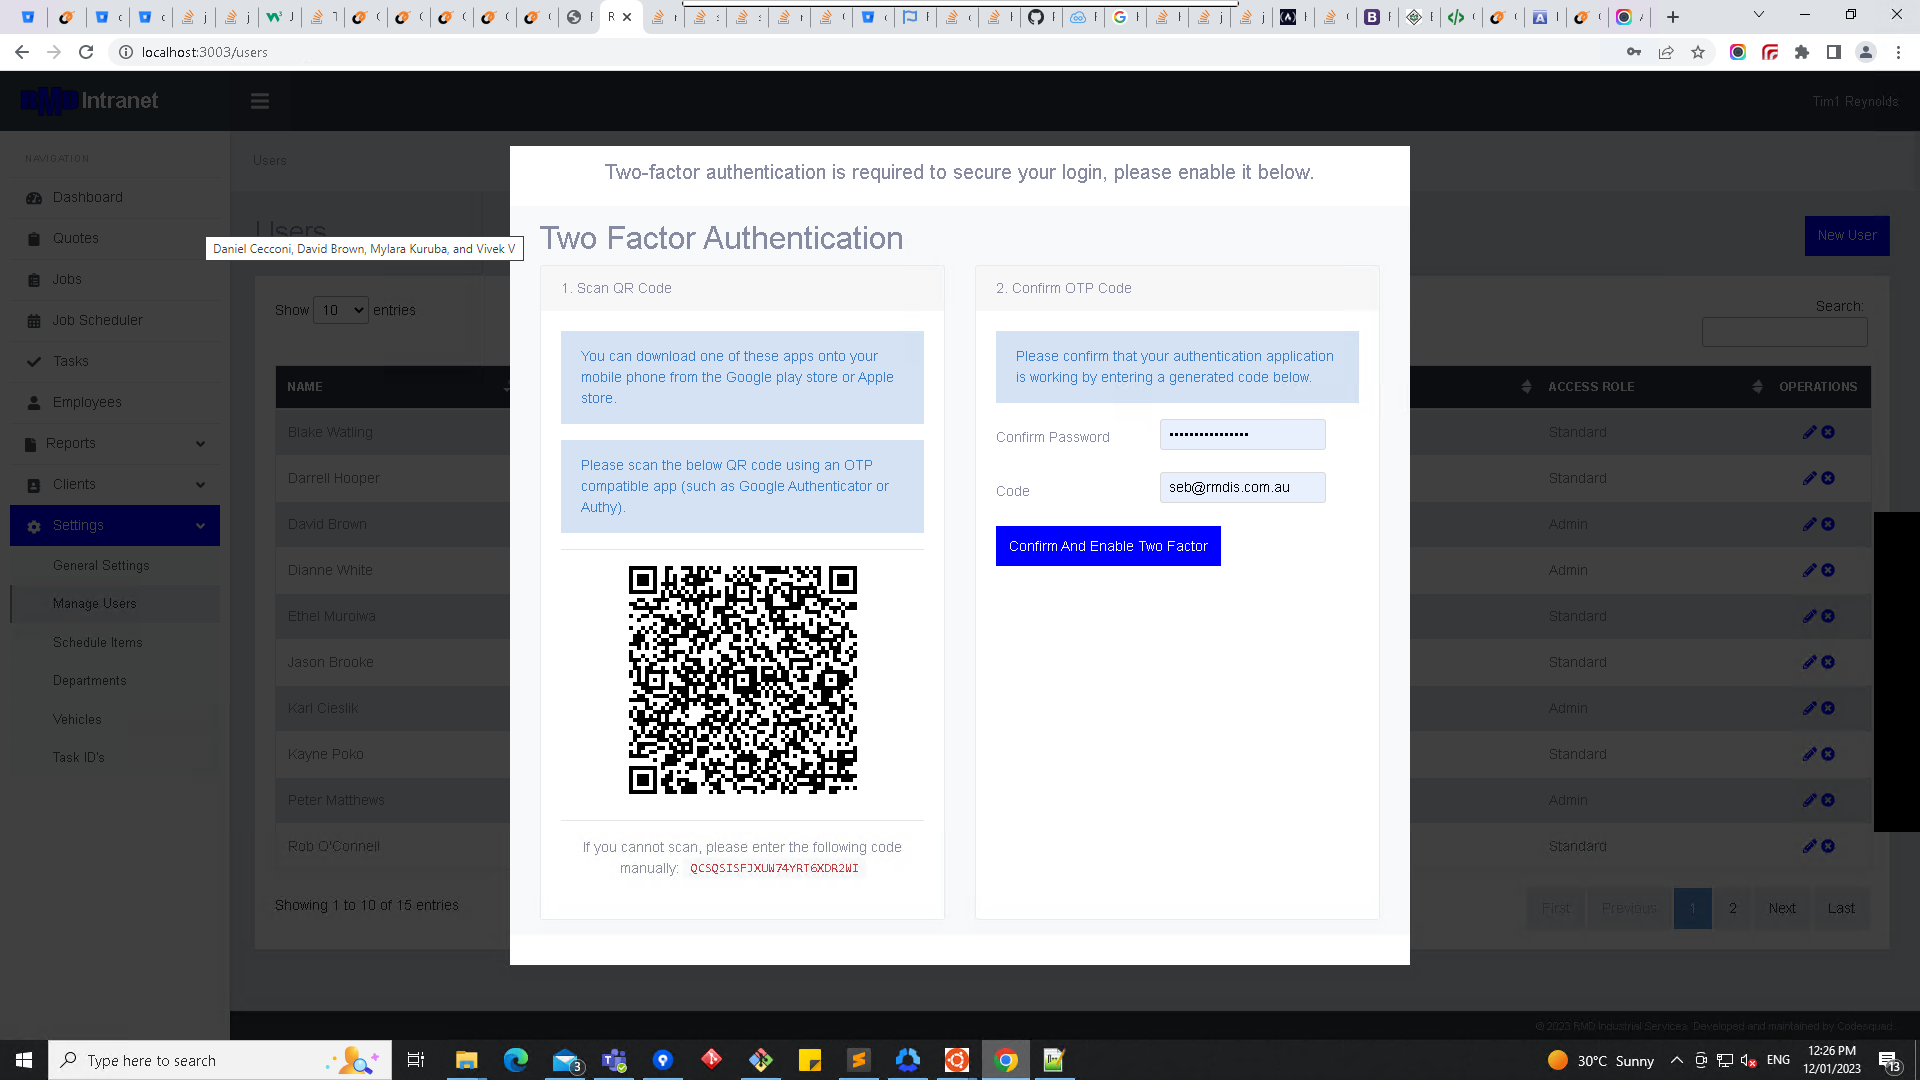 localhost:3003/users
RMD Intranet
Tim1 Reynolds
NAVIGATION
Dashboard
Quotes
Jobs
Job Scheduler
Tasks
Employees
Reports
Clients
Settings
General Settings
Manage Users
Schedule Items
Departments
Vehicles
Task ID's
Users
Users
New User
Daniel Cecconi, David Brown, Mylara Kuruba, and Vivek V
Show 10 entries
Search:
NAME
ACCESS ROLE
OPERATIONS
Blake Watling
Standard
Darrell Hooper
Standard
David Brown
Admin
Dianne White
Admin
Ethel Muroiwa
Standard
Jason Brooke
Standard
Karl Cieslik
Admin
Kayne Poko
Standard
Peter Matthews
Admin
Rob O'Connell
Standard
Showing 1 to 10 of 15 entries
First Previous 1 2 Next Last
Two-factor authentication is required to secure your login, please enable it below.
Two Factor Authentication
1. Scan QR Code
You can download one of these apps onto your
mobile phone from the Google play store or Apple
store.
Please scan the below QR code using an OTP
compatible app (such as Google Authenticator or
Authy).
If you cannot scan, please enter the following code
manually: QCSQSISFJXUW74YRT6XDR2WI
2. Confirm OTP Code
Please confirm that your authentication application
is working by entering a generated code below.
Confirm Password
Code
seb@rmdis.com.au
Confirm And Enable Two Factor
© 2023 RMD Industrial Services. Developed and maintained by Codesquad.
Type here to search
3
30°C Sunny
ENG
12:26 PM
12/01/2023
13